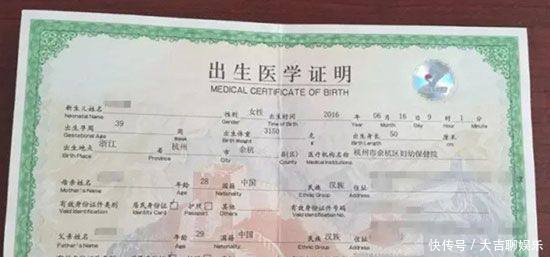 出生医学证明
MEDICAL CERTIFICATE OF BIRTH
新生儿姓名 性别 女性 出生时间 2016 年 06 月 16 日 9 时 1 分
Neonatal Name Gender Time of Birth Year Month Day Hour Minute
出生孕周 39 周 出生体重 3150 克 出生身长 50 厘米
Gestational Age Week Birth Weight g Birth Length cm
出生地点 浙江 省 杭州 市 余杭 县(区) 医疗机构名称 杭州市余杭区妇幼保健院
Birth Place Province City Medical Institutions
母亲姓名 年龄 28 国籍 中国 民族 汉族 住址
Mother's Name Age Nationality Ethnic Group Address
有效身份证件类别 居民身份证 护照 其他 有效身份证件号码
Valid Identification Identity Card Passport Others Valid Identification No.
父亲姓名 年龄 29 国籍 中国 民族 汉族 住址
Father's Name Age Nationality Ethnic Group Address
快传号 / 大吉聊娱乐